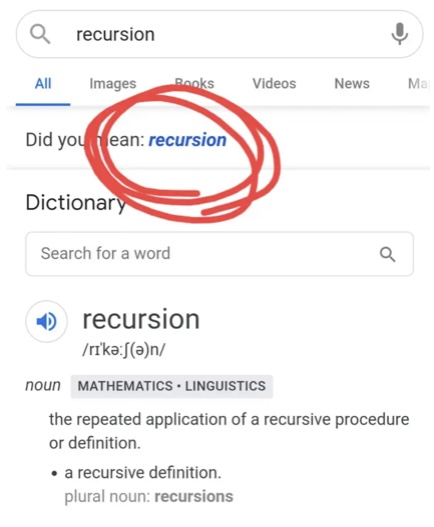 recursion
All Images Books Videos News Ma
Did you mean: recursion
Dictionary
Search for a word
recursion
/rɪˈkəːʃ(ə)n/
noun MATHEMATICS • LINGUISTICS
the repeated application of a recursive procedure
or definition.
• a recursive definition.
plural noun: recursions